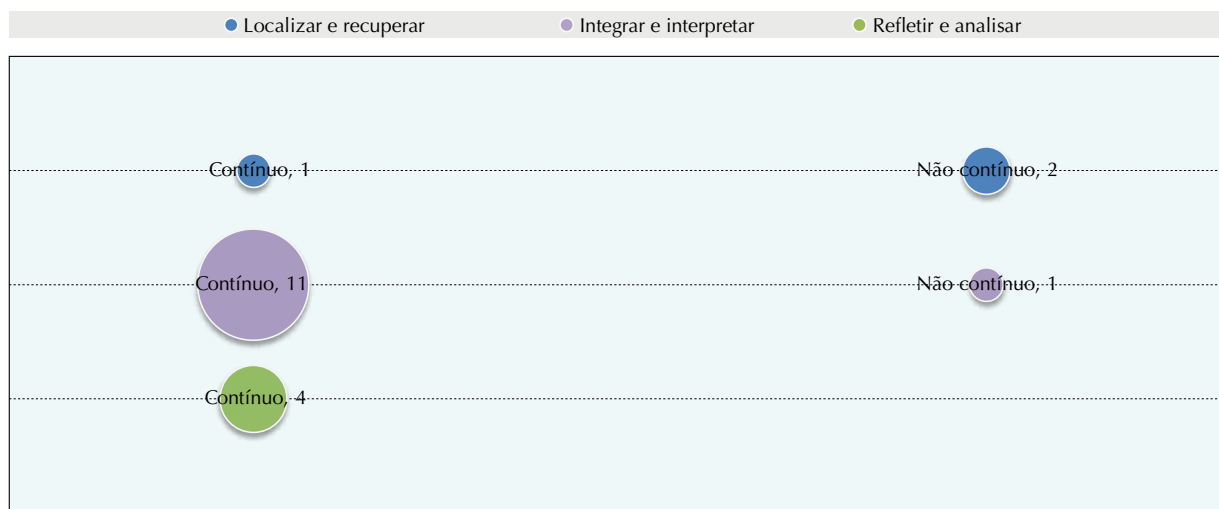 Localizar e recuperar Integrar e interpretar Refletir e analisar
Contínuo, 1 Não contínuo, 2
Contínuo, 11 Não contínuo, 1
Contínuo, 4